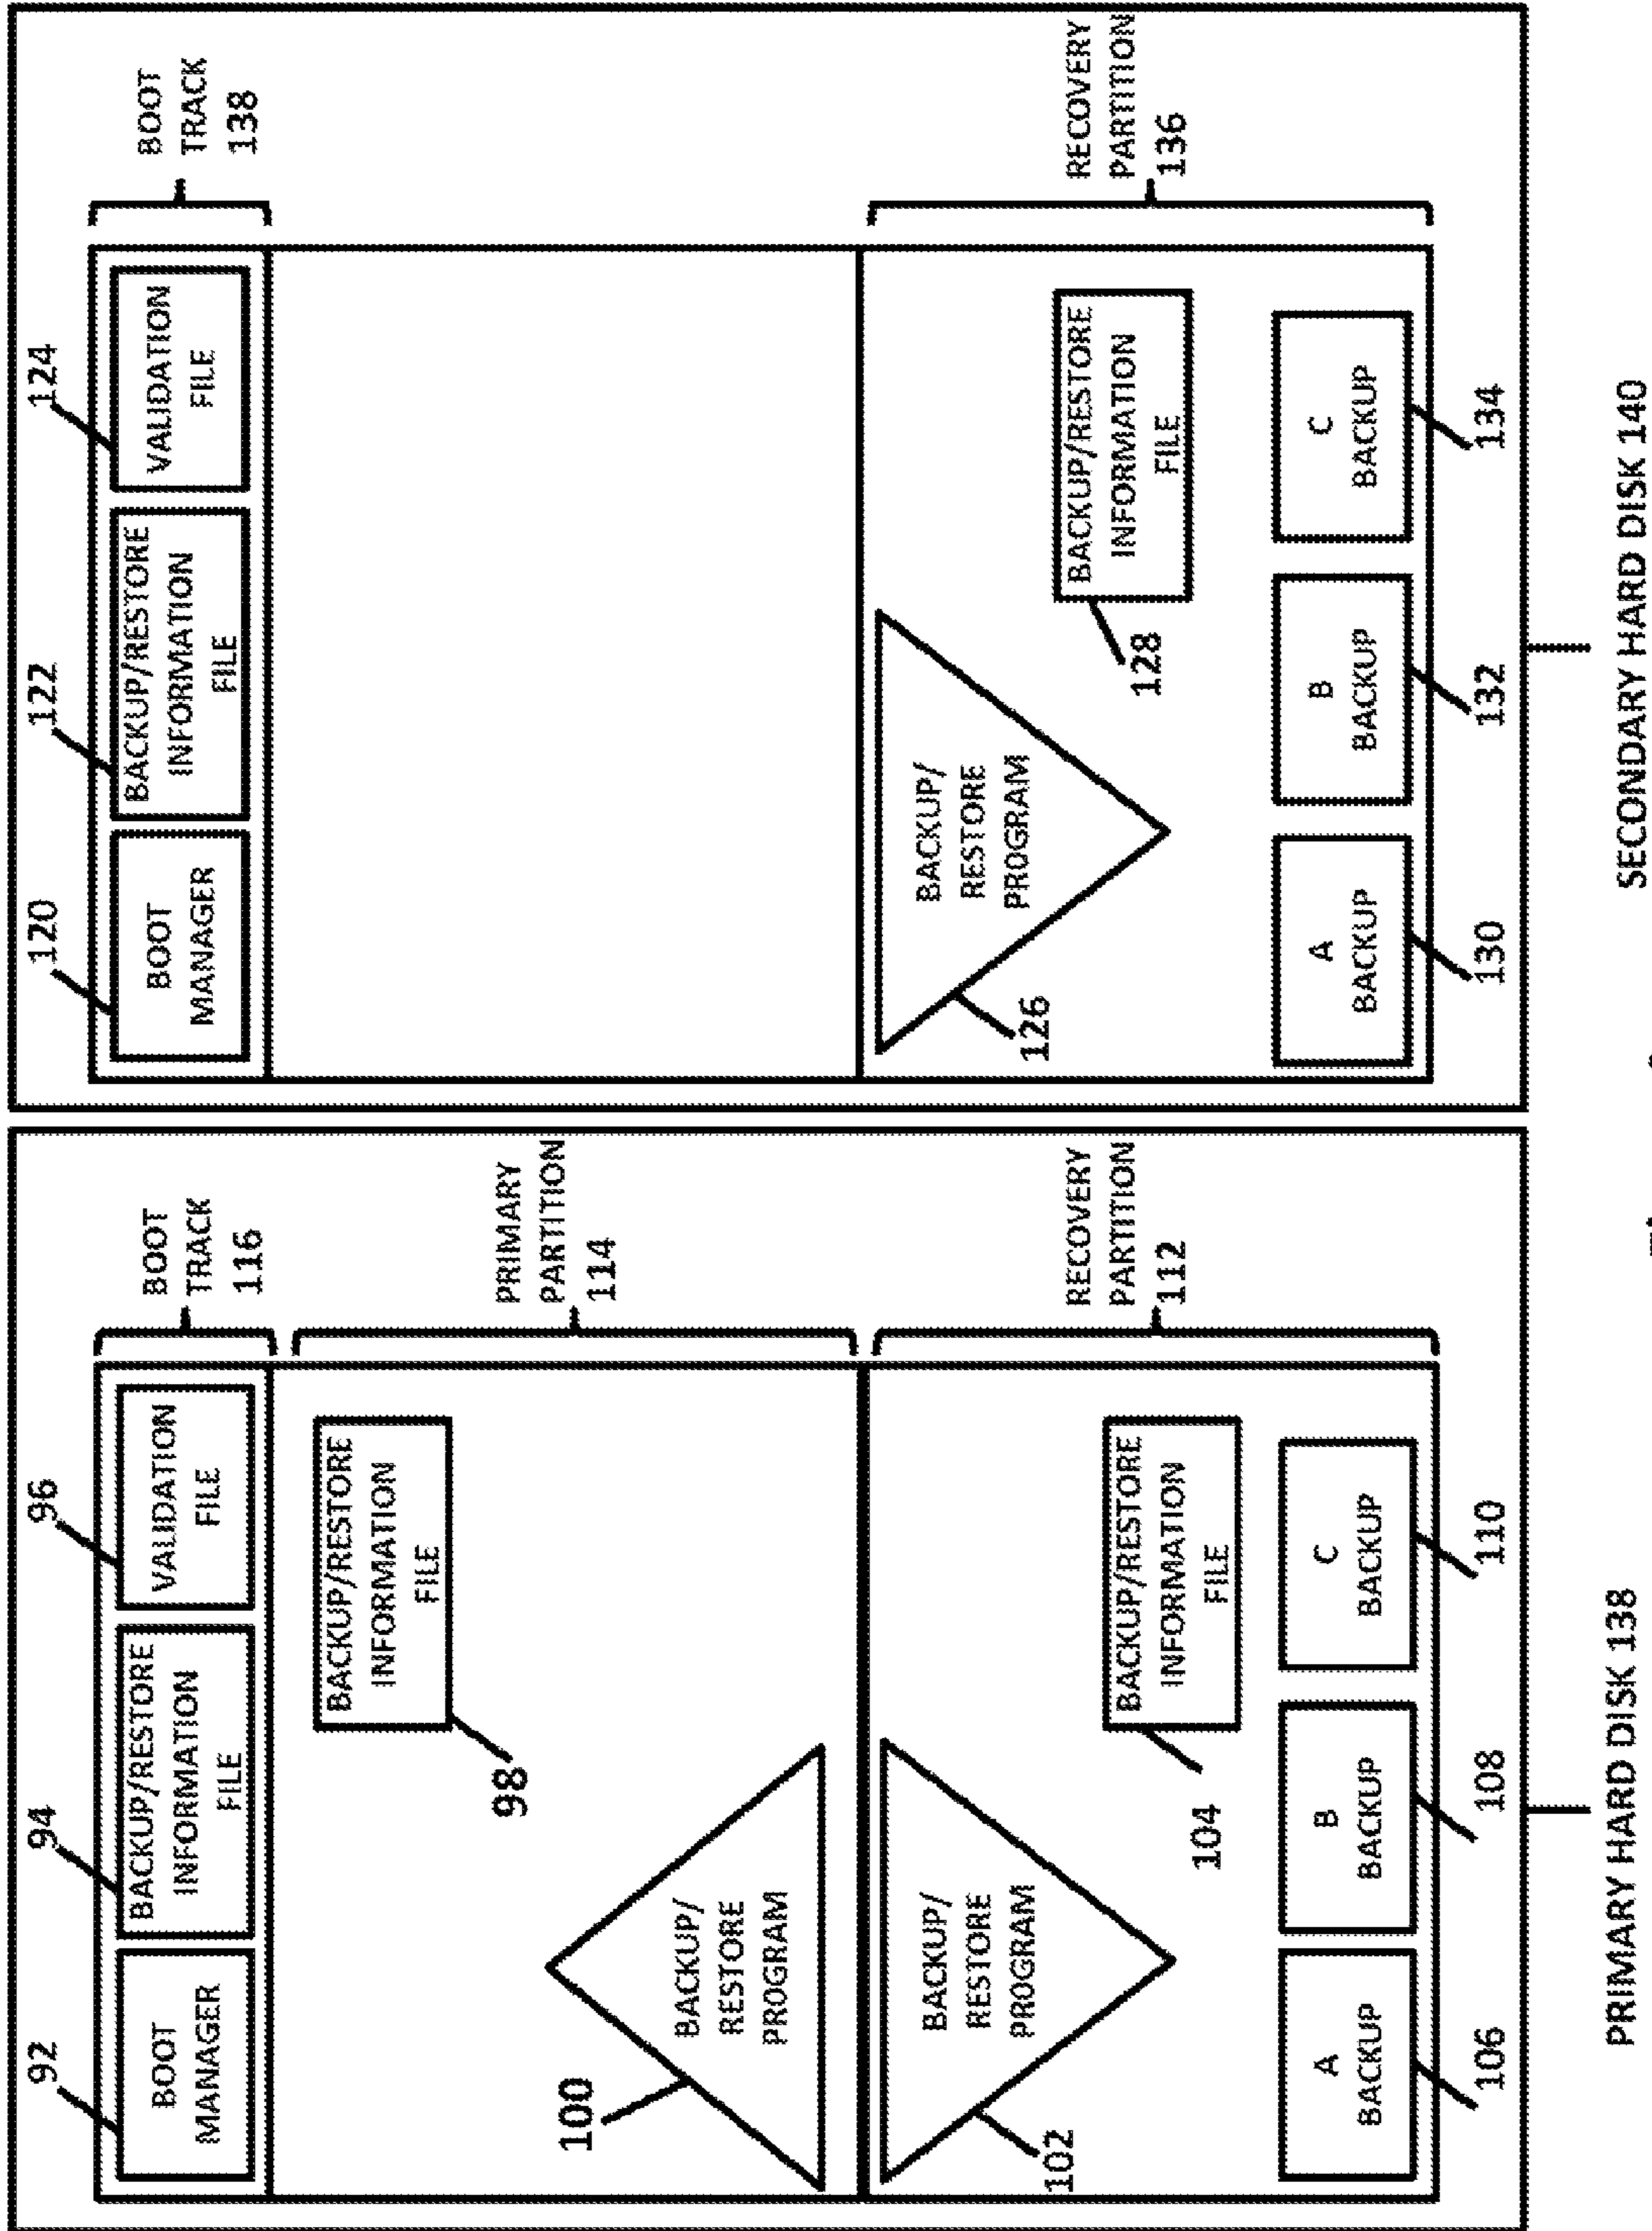 92
94
96
BOOT
MANAGER
BACKUP/RESTORE
INFORMATION
FILE
VALIDATION
FILE
BOOT
TRACK
116
BACKUP/RESTORE
INFORMATION
FILE
98
100
BACKUP/
RESTORE
PROGRAM
PRIMARY
PARTITION
114
BACKUP/
RESTORE
PROGRAM
102
BACKUP/RESTORE
INFORMATION
FILE
104
RECOVERY
PARTITION
112
A
BACKUP
B
BACKUP
C
BACKUP
106
108
110
PRIMARY HARD DISK 138
120
122
124
BOOT
MANAGER
BACKUP/RESTORE
INFORMATION
FILE
VALIDATION
FILE
BOOT
TRACK
138
BACKUP/
RESTORE
PROGRAM
126
BACKUP/RESTORE
INFORMATION
FILE
128
RECOVERY
PARTITION
136
A
BACKUP
B
BACKUP
C
BACKUP
130
132
134
SECONDARY HARD DISK 140